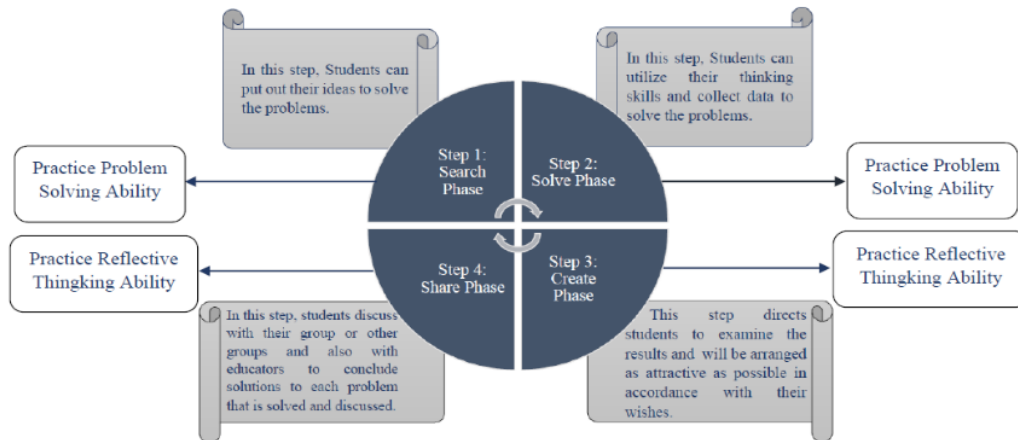 In this step, Students can
put out their ideas to solve
the problems.
In this step, Students can
utilize their thinking
skills and collect data to
solve the problems.
Step 1:
Search
Phase
Step 2:
Solve Phase
Practice Problem
Solving Ability
Practice Problem
Solving Ability
Practice Reflective
Thingking Ability
Step 4:
Share Phase
Step 3:
Create
Phase
Practice Reflective
Thingking Ability
In this step, students discuss
with their group or other
groups and also with
educators to conclude
solutions to each problem
that is solved and discussed.
This step directs
students to examine the
results and will be arranged
as attractive as possible in
accordance with their
wishes.